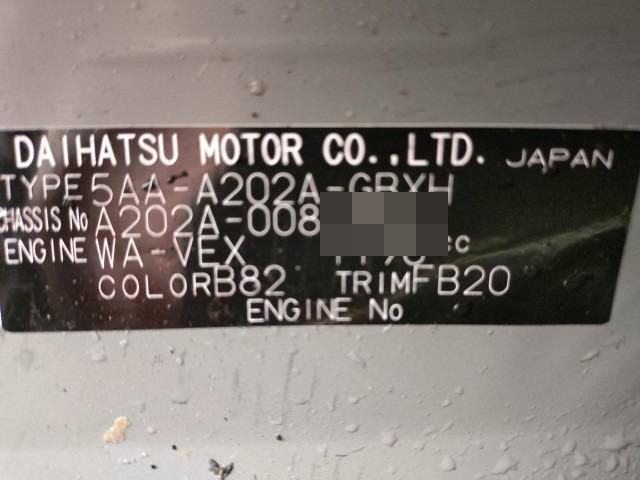 DAIHATSU MOTOR CO.,LTD. JAPAN
TYPE 5AA-A202A-GBXH
CHASSIS No A202A-008
ENGINE WA-VEX cc
COLOR B82 TRIM FB20
ENGINE No